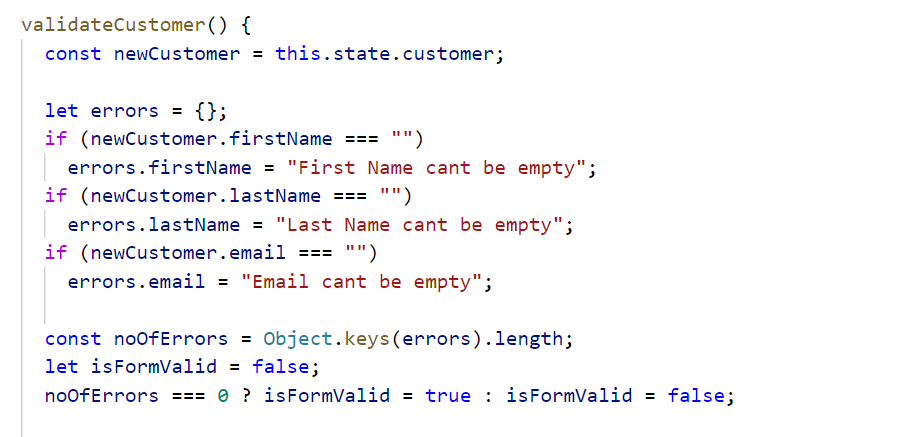 validateCustomer() {
const newCustomer = this.state.customer;
let errors = {};
if (newCustomer.firstName === "")
errors.firstName = "First Name cant be empty";
if (newCustomer.lastName === "")
errors.lastName = "Last Name cant be empty";
if (newCustomer.email === "")
errors.email = "Email cant be empty";
const noOfErrors = Object.keys(errors).length;
let isFormValid = false;
noOfErrors === 0 ? isFormValid = true : isFormValid = false;